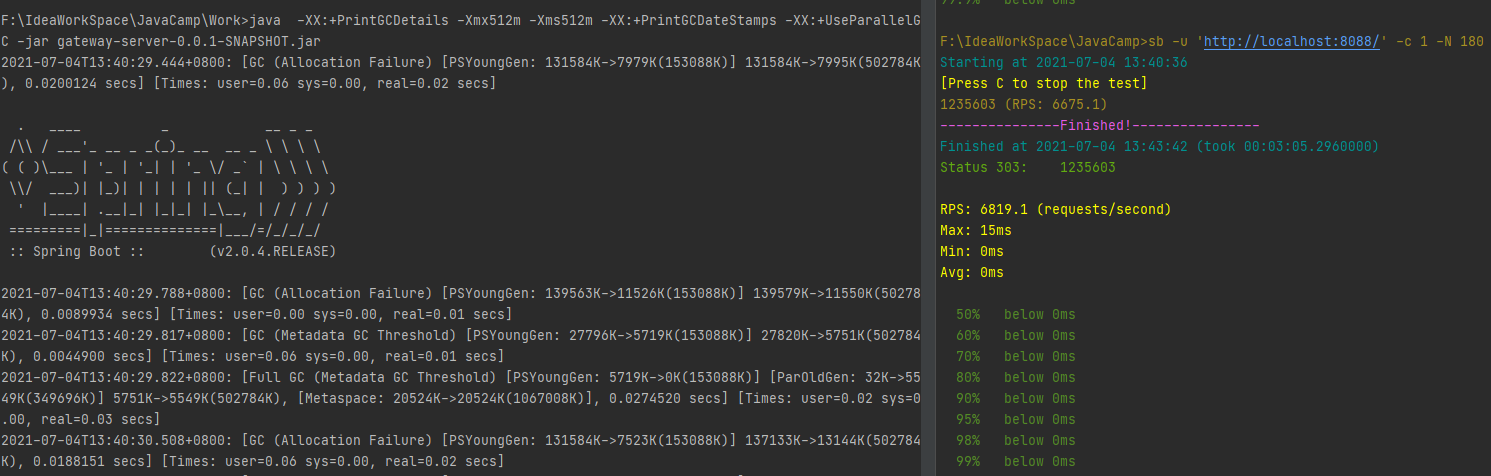 F:\IdeaWorkSpace\JavaCamp\Work>java  -XX:+PrintGCDetails -Xmx512m -Xms512m -XX:+PrintGCDateStamps -XX:+UseParallelG
C -jar gateway-server-0.0.1-SNAPSHOT.jar
2021-07-04T13:40:29.444+0800: [GC (Allocation Failure) [PSYoungGen: 131584K->7979K(153088K)] 131584K->7995K(502784K
), 0.0200124 secs] [Times: user=0.06 sys=0.00, real=0.02 secs]
  .   ____          _            __ _ _
 /\\ / ___'_ __ _ _(_)_ __  __ _ \ \ \ \
( ( )\___ | '_ | '_| | '_ \/ _` | \ \ \ \
 \\/  ___)| |_)| | | | | || (_| |  ) ) ) )
  '  |____| .__|_| |_|_| |_\__, | / / / /
 =========|_|==============|___/=/_/_/_/
 :: Spring Boot ::        (v2.0.4.RELEASE)
2021-07-04T13:40:29.788+0800: [GC (Allocation Failure) [PSYoungGen: 139563K->11526K(153088K)] 139579K->11550K(50278
4K), 0.0089934 secs] [Times: user=0.00 sys=0.00, real=0.01 secs]
2021-07-04T13:40:29.817+0800: [GC (Metadata GC Threshold) [PSYoungGen: 27796K->5719K(153088K)] 27820K->5751K(502784
K), 0.0044900 secs] [Times: user=0.06 sys=0.00, real=0.01 secs]
2021-07-04T13:40:29.822+0800: [Full GC (Metadata GC Threshold) [PSYoungGen: 5719K->0K(153088K)] [ParOldGen: 32K->55
49K(349696K)] 5751K->5549K(502784K), [Metaspace: 20524K->20524K(1067008K)], 0.0274520 secs] [Times: user=0.02 sys=0
.00, real=0.03 secs]
2021-07-04T13:40:30.508+0800: [GC (Allocation Failure) [PSYoungGen: 131584K->7523K(153088K)] 137133K->13144K(502784
K), 0.0188151 secs] [Times: user=0.06 sys=0.00, real=0.02 secs]
99.9%   below 0ms
F:\IdeaWorkSpace\JavaCamp>sb -u 'http://localhost:8088/' -c 1 -N 180
Starting at 2021-07-04 13:40:36
[Press C to stop the test]
1235603 (RPS: 6675.1)
---------------Finished!----------------
Finished at 2021-07-04 13:43:42 (took 00:03:05.2960000)
Status 303:    1235603
RPS: 6819.1 (requests/second)
Max: 15ms
Min: 0ms
Avg: 0ms
  50%   below 0ms
  60%   below 0ms
  70%   below 0ms
  80%   below 0ms
  90%   below 0ms
  95%   below 0ms
  98%   below 0ms
  99%   below 0ms